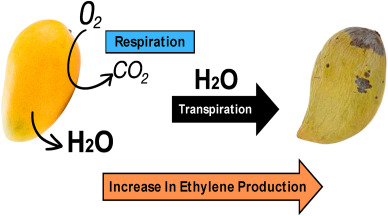 O₂
Respiration
CO₂
H₂O
H₂O
Transpiration
Increase In Ethylene Production